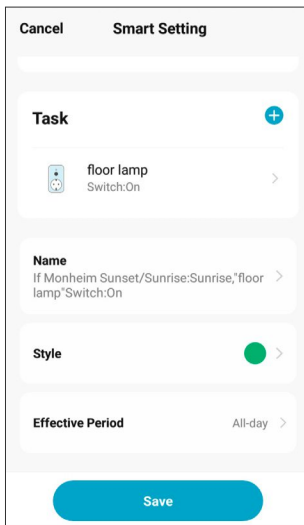 Cancel Smart Setting
Task
floor lamp
Switch:On
Name
If Monheim Sunset/Sunrise:Sunrise,"floor
lamp"Switch:On
Style
Effective Period All-day
Save